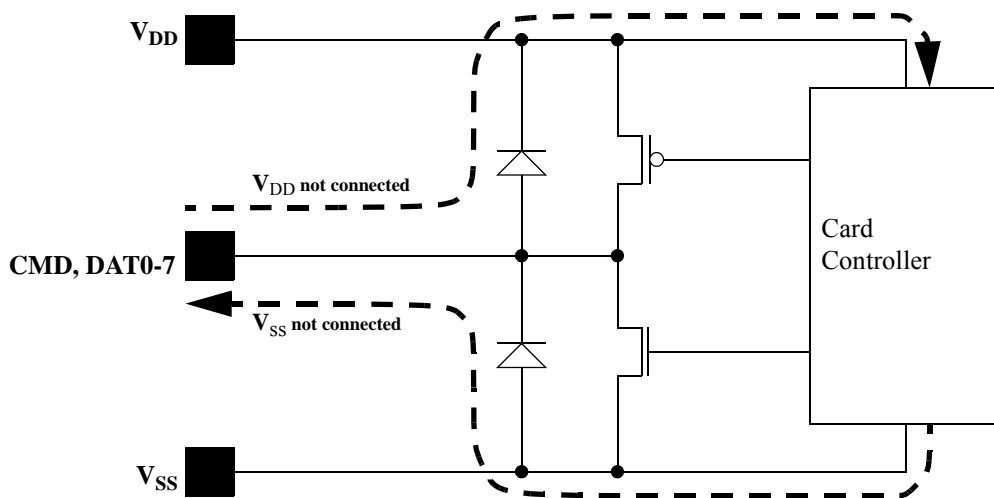 VDD
VDD not connected
CMD, DAT0-7
Card
Controller
VSS not connected
VSS